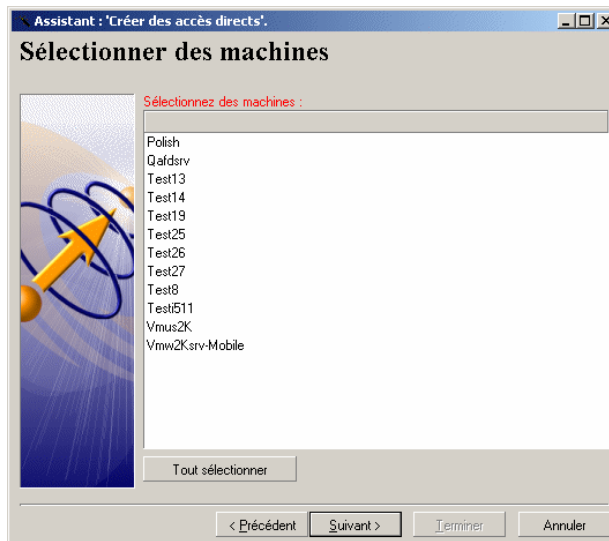 Assistant : 'Créer des accès directs'.
Sélectionner des machines
Sélectionnez des machines :
Polish
Qafdsrv
Test13
Test14
Test19
Test25
Test26
Test27
Test8
Testi511
Vmus2K
Vmw2Ksrv-Mobile
Tout sélectionner
< Précédent Suivant > Terminer Annuler